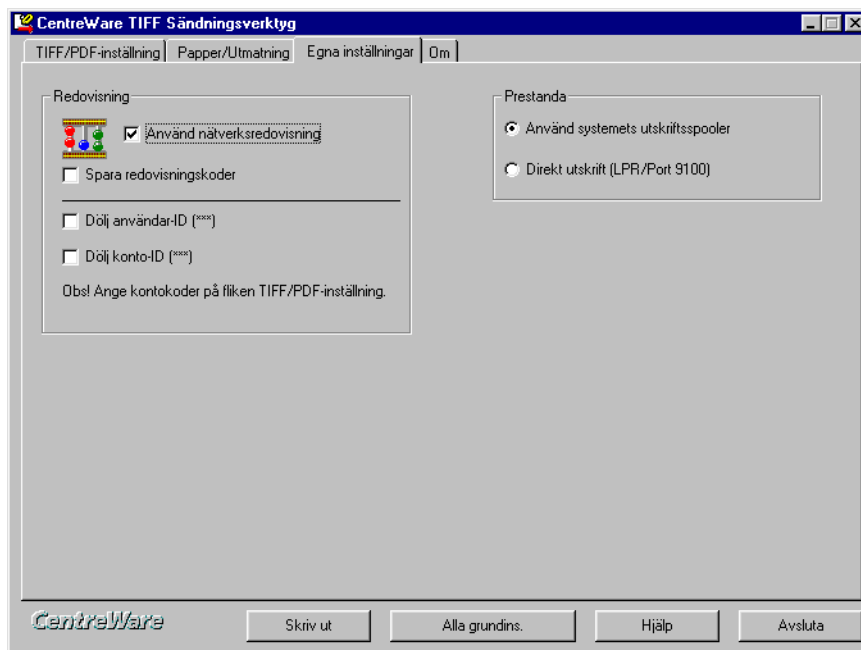 CentreWare TIFF Sändningsverktyg
TIFF/PDF-inställning Papper/Utmatning Egna inställningar Om
Redovisning
Använd nätverksredovisning
Spara redovisningskoder
Dölj användar-ID (***)
Dölj konto-ID (***)
Obs! Ange kontokoder på fliken TIFF/PDF-inställning.
Prestanda
Använd systemets utskriftsspooler
Direkt utskrift (LPR/Port 9100)
CentreWare
Skriv ut Alla grundins. Hjälp Avsluta